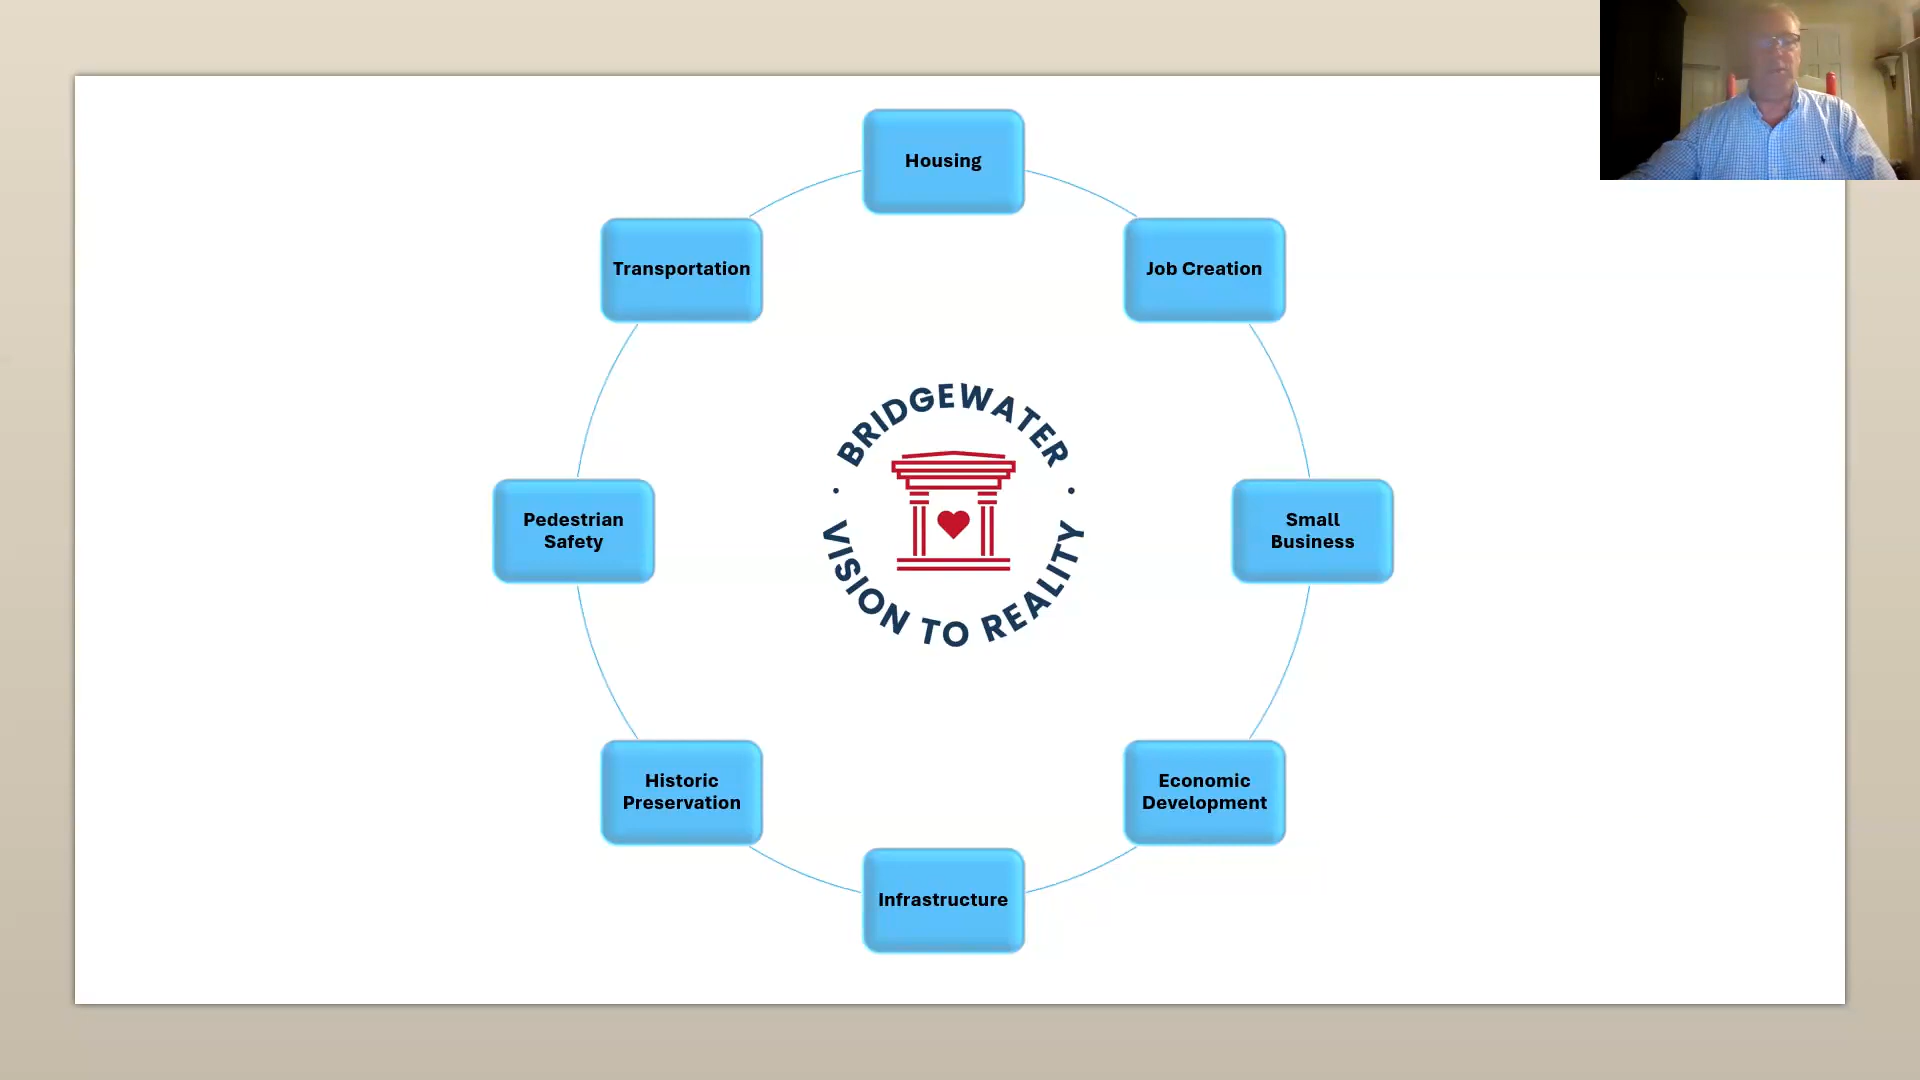 Housing
Transportation
Job Creation
BRIDGEWATER
VISION TO REALITY
Pedestrian
Safety
Small
Business
Historic
Preservation
Economic
Development
Infrastructure